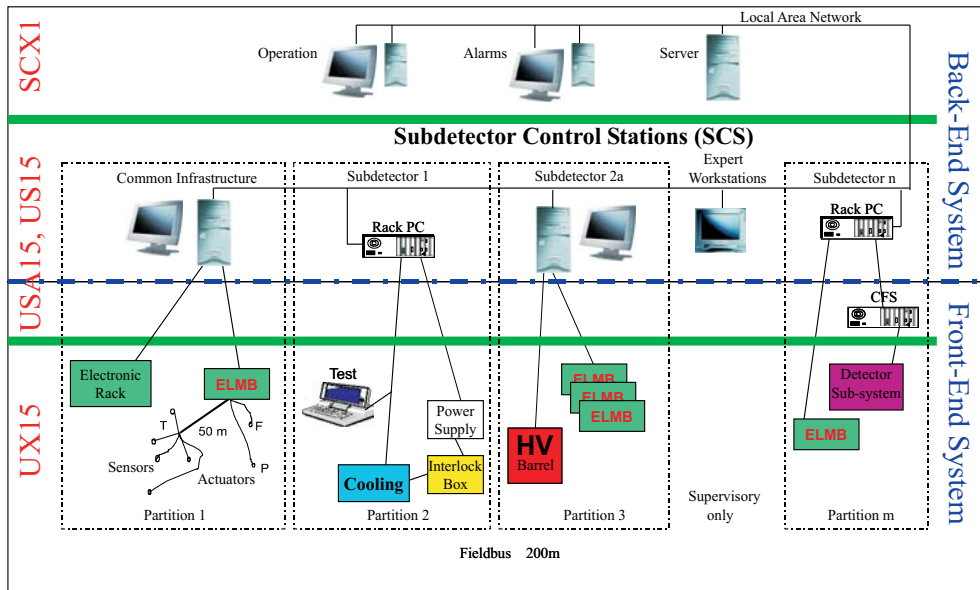 Local Area Network
Operation
Alarms
Server
SCX1
Back-End System
Subdetector Control Stations (SCS)
USA15, US15
Common Infrastructure
Subdetector 1
Subdetector 2a
Expert
Workstations
Subdetector n
Rack PC
Rack PC
CFS
Front-End System
UX15
Electronic
Rack
ELMB
Test
ELMB
ELMB
ELMB
Detector
Sub-system
T
50 m
F
Power
Supply
HV
Barrel
ELMB
Sensors
Actuators
P
Cooling
Interlock
Box
Supervisory
only
Partition 1
Partition 2
Partition 3
Partition m
Fieldbus 200m